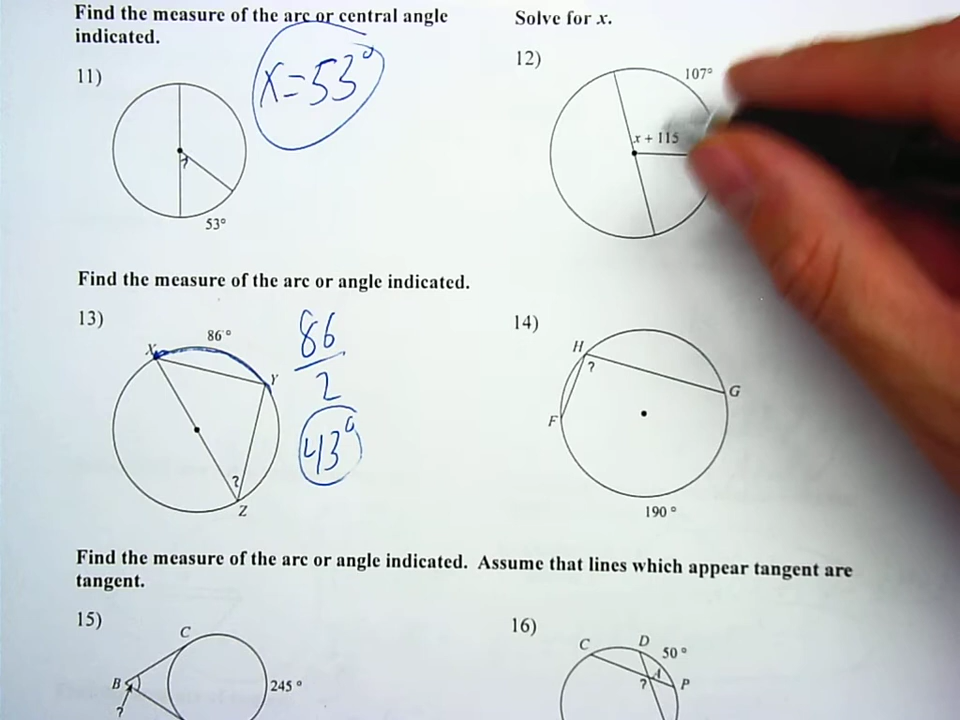 Find the measure of the arc or central angle
indicated.
11)
?
53°
x=53°
Solve for x.
12)
107°
x + 115
Find the measure of the arc or angle indicated.
13)
86 °
X
Y
?
Z
86
2
43°
14)
H
?
G
F
190 °
Find the measure of the arc or angle indicated. Assume that lines which appear tangent are
tangent.
15)
C
B
?
245 °
16)
C
D
50 °
A
?
P